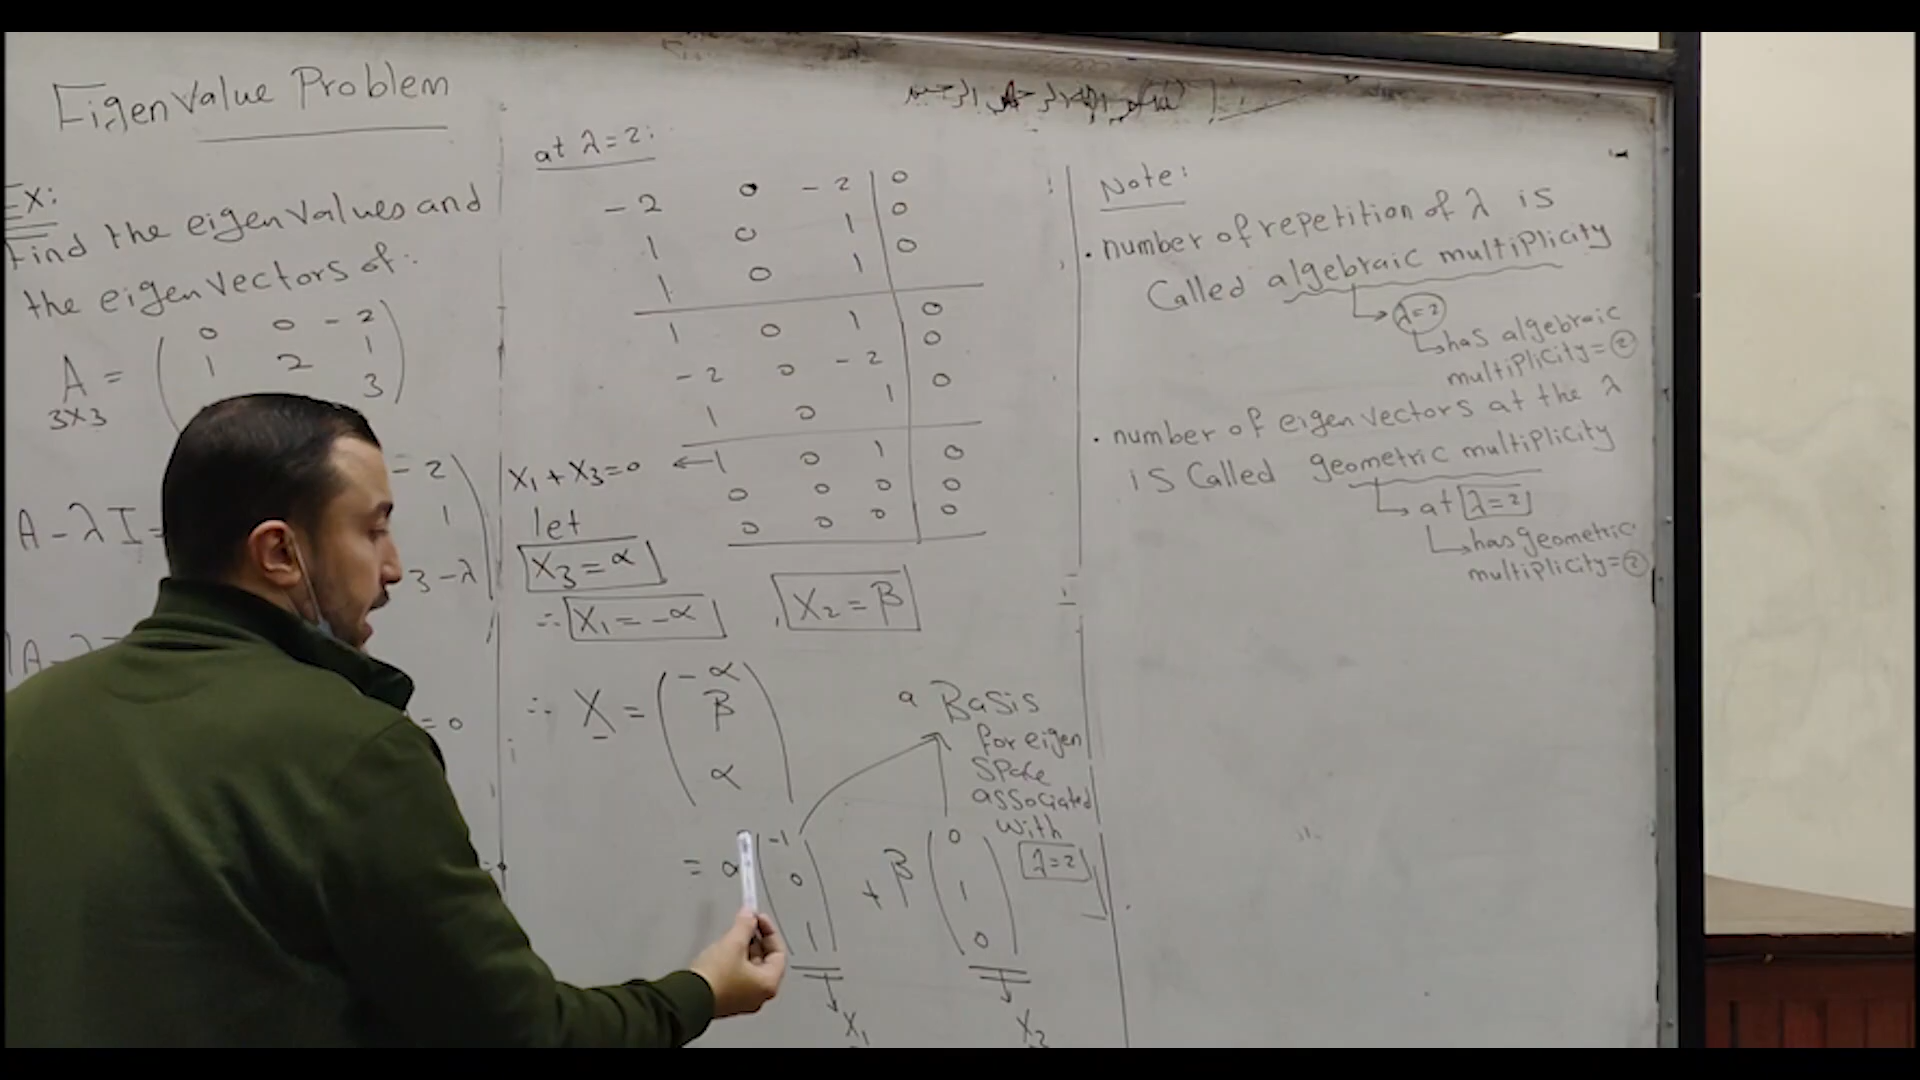 Eigen Value Problem
Ex:
Find the eigen Values and
the eigen Vectors of:
0 0 -2
A = 1 2 1
3x3 3
-2
A - λI = 1
3-λ
|A-λ
=0
at λ=2:
-2 0 -2 | 0
1 0 1 | 0
1 0 1 | 0
1 0 1 | 0
-2 0 -2 | 0
1 0 1 | 0
x₁ + x₃ = 0 ← 1 0 1 | 0
0 0 0 | 0
0 0 0 | 0
let
x₃ = α
∴ x₁ = -α , x₂ = β
∴ X = ( -α
β
α )
= α ( -1 0 1 ) + β ( 0 1 0 )
X₁ X₂
a Basis
for eigen
space
associated
with
λ=2
Note:
· number of repetition of λ is
Called algebraic multiplicity
↳ λ=2
↳ has algebraic
multiplicity = 2
· number of eigen vectors at the λ
is Called geometric multiplicity
↳ at λ=2
↳ has geometric
multiplicity = 2